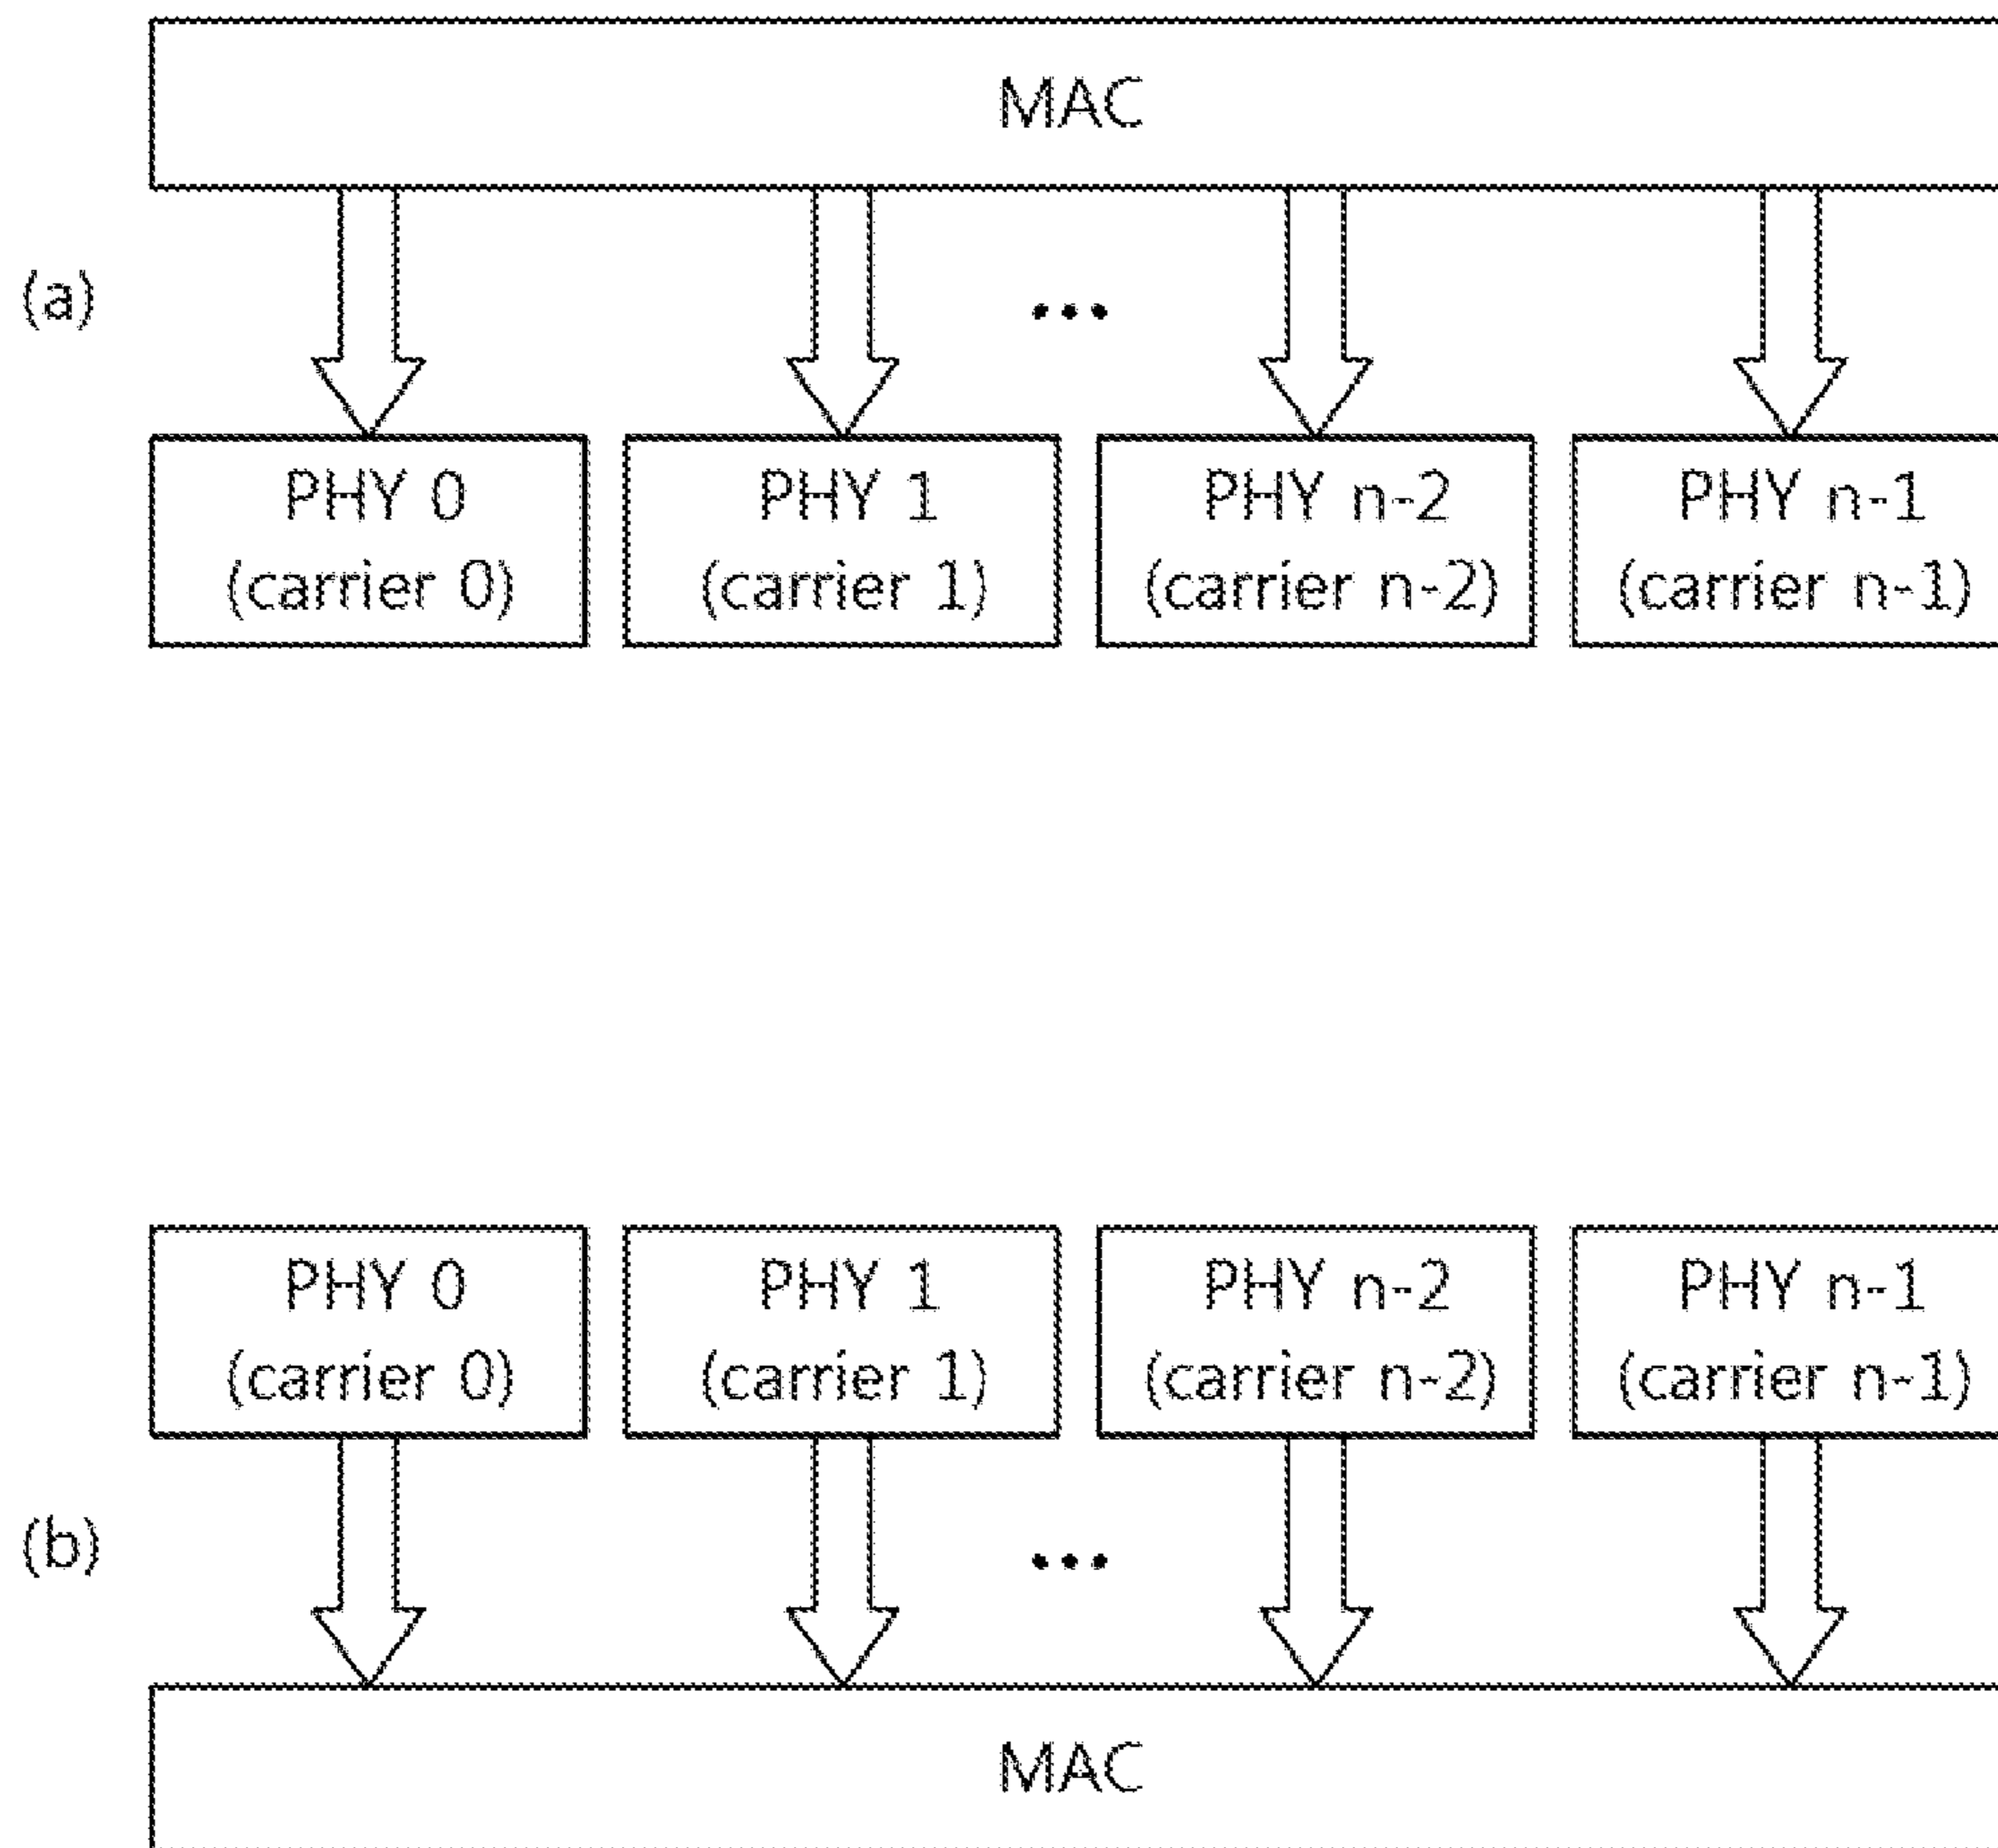 MAC
(a)
...
PHY 0
(carrier 0)
PHY 1
(carrier 1)
PHY n-2
(carrier n-2)
PHY n-1
(carrier n-1)
PHY 0
(carrier 0)
PHY 1
(carrier 1)
PHY n-2
(carrier n-2)
PHY n-1
(carrier n-1)
(b)
...
MAC